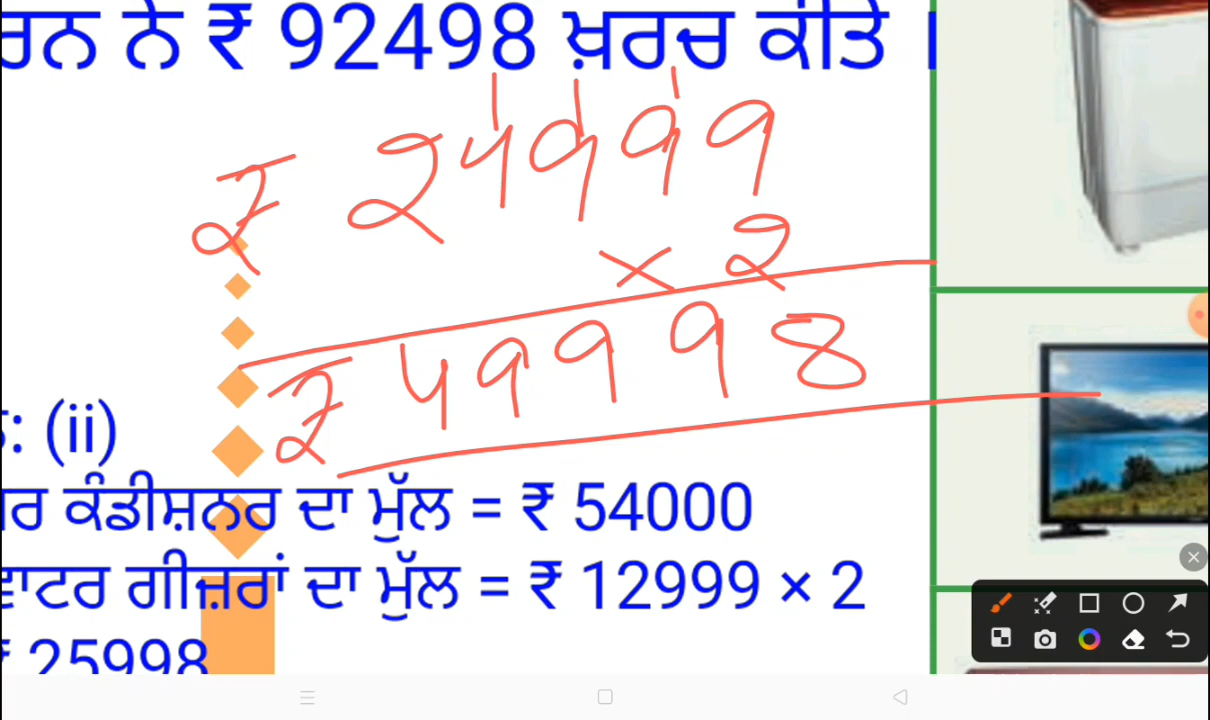 ਰਨ ਨੇ ₹ 92498 ਖ਼ਰਚ ਕੀਤੇ ।
₹ 24999
× 2
₹ 49998
: (ii)
ਰ ਕੰਡੀਸ਼ਨਰ ਦਾ ਮੁੱਲ = ₹ 54000
ਵਾਟਰ ਗੀਜ਼ਰਾਂ ਦਾ ਮੁੱਲ = ₹ 12999 × 2
₹ 25998